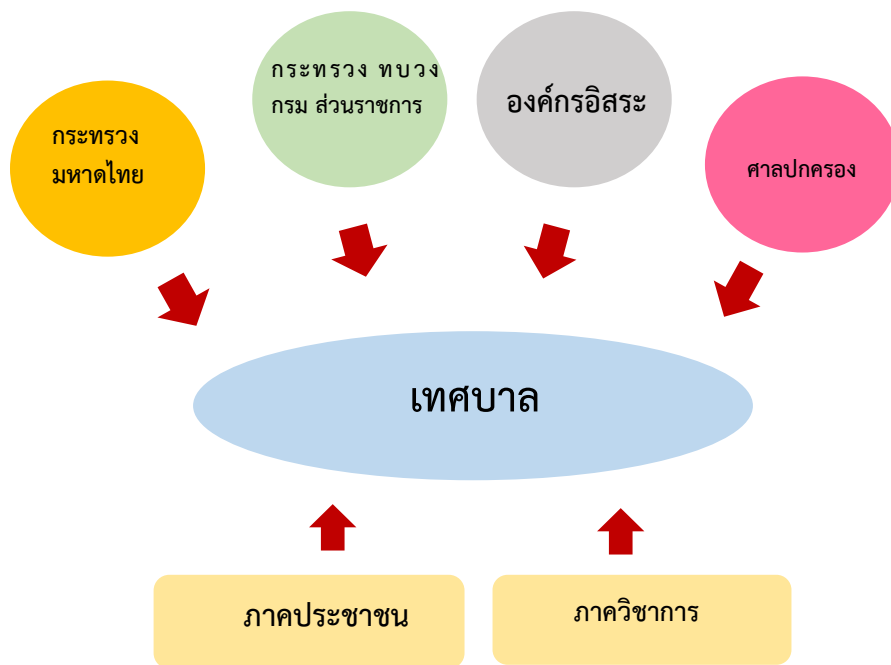 กระทรวง
มหาดไทย
กระทรวง ทบวง
กรม ส่วนราชการ
องค์กรอิสระ
ศาลปกครอง
เทศบาล
ภาคประชาชน
ภาควิชาการ